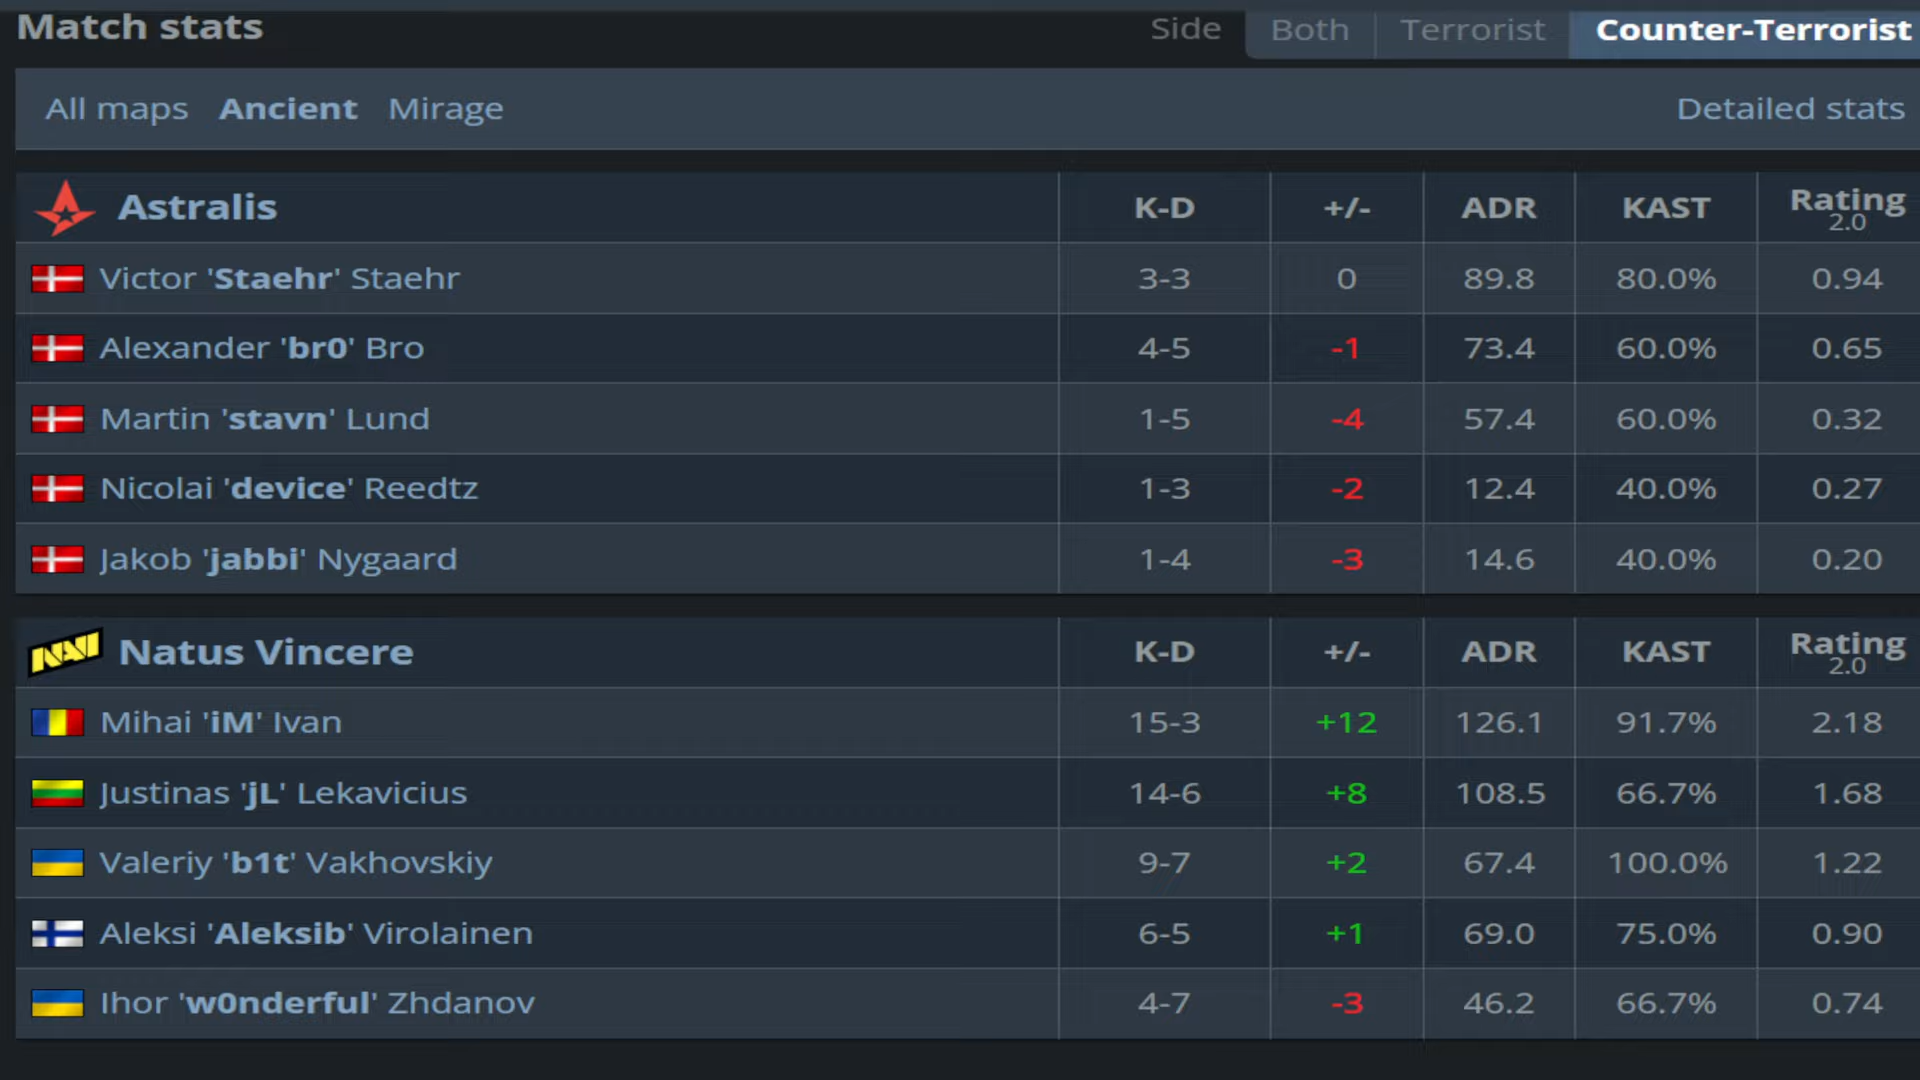 Match stats Side Both Terrorist Counter-Terrorist
All maps Ancient Mirage Detailed stats
Astralis K-D +/- ADR KAST Rating 2.0
Victor 'Staehr' Staehr 3-3 0 89.8 80.0% 0.94
Alexander 'br0' Bro 4-5 -1 73.4 60.0% 0.65
Martin 'stavn' Lund 1-5 -4 57.4 60.0% 0.32
Nicolai 'device' Reedtz 1-3 -2 12.4 40.0% 0.27
Jakob 'jabbi' Nygaard 1-4 -3 14.6 40.0% 0.20
NAVI Natus Vincere K-D +/- ADR KAST Rating 2.0
Mihai 'iM' Ivan 15-3 +12 126.1 91.7% 2.18
Justinas 'jL' Lekavicius 14-6 +8 108.5 66.7% 1.68
Valeriy 'b1t' Vakhovskiy 9-7 +2 67.4 100.0% 1.22
Aleksi 'Aleksib' Virolainen 6-5 +1 69.0 75.0% 0.90
Ihor 'w0nderful' Zhdanov 4-7 -3 46.2 66.7% 0.74